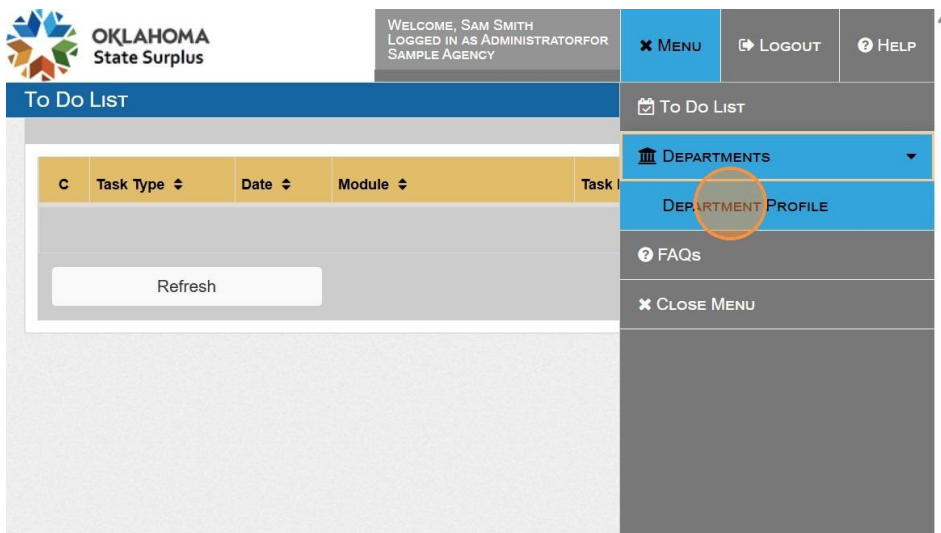 OKLAHOMA
State Surplus
WELCOME, SAM SMITH
LOGGED IN AS ADMINISTRATORFOR
SAMPLE AGENCY
MENU
LOGOUT
HELP
TO DO LIST
TO DO LIST
DEPARTMENTS
DEPARTMENT PROFILE
FAQS
CLOSE MENU
C
Task Type
Date
Module
Task
Refresh